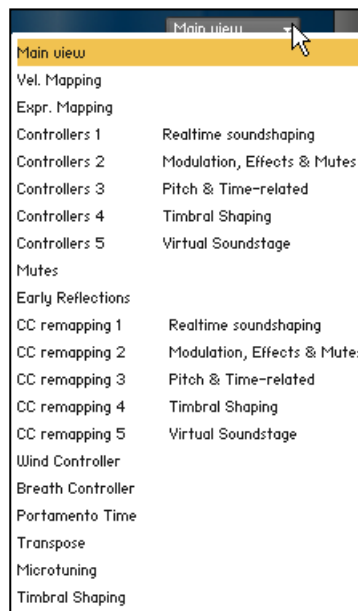 Main view
Main view
Vel. Mapping
Expr. Mapping
Controllers 1 Realtime soundshaping
Controllers 2 Modulation, Effects & Mutes
Controllers 3 Pitch & Time-related
Controllers 4 Timbral Shaping
Controllers 5 Virtual Soundstage
Mutes
Early Reflections
CC remapping 1 Realtime soundshaping
CC remapping 2 Modulation, Effects & Mutes
CC remapping 3 Pitch & Time-related
CC remapping 4 Timbral Shaping
CC remapping 5 Virtual Soundstage
Wind Controller
Breath Controller
Portamento Time
Transpose
Microtuning
Timbral Shaping